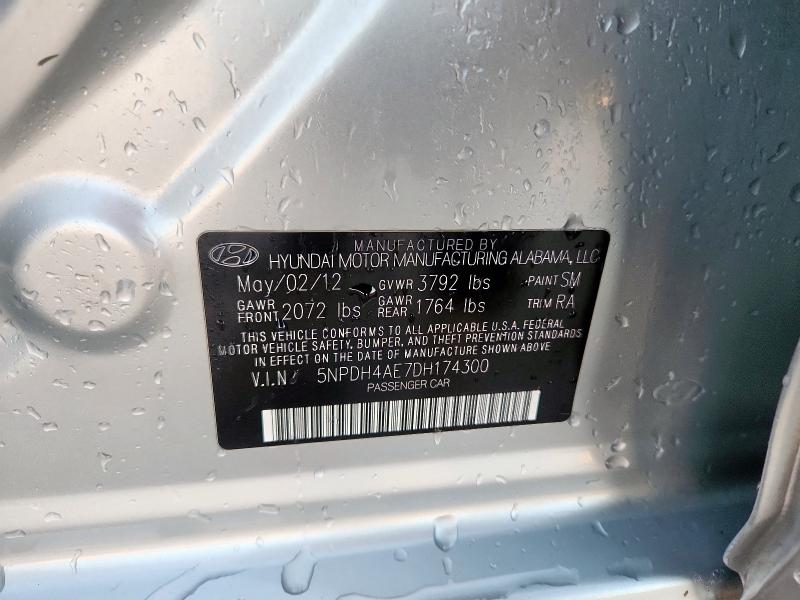 MANUFACTURED BY
HYUNDAI MOTOR MANUFACTURING ALABAMA, LLC
May/02/12 GVWR 3792 lbs PAINT SM
GAWR FRONT 2072 lbs GAWR REAR 1764 lbs TRIM RA
THIS VEHICLE CONFORMS TO ALL APPLICABLE U.S.A. FEDERAL
MOTOR VEHICLE SAFETY, BUMPER, AND THEFT PREVENTION STANDARDS
IN EFFECT ON THE DATE OF MANUFACTURE SHOWN ABOVE
V.I.N/ 5NPDH4AE7DH174300
PASSENGER CAR